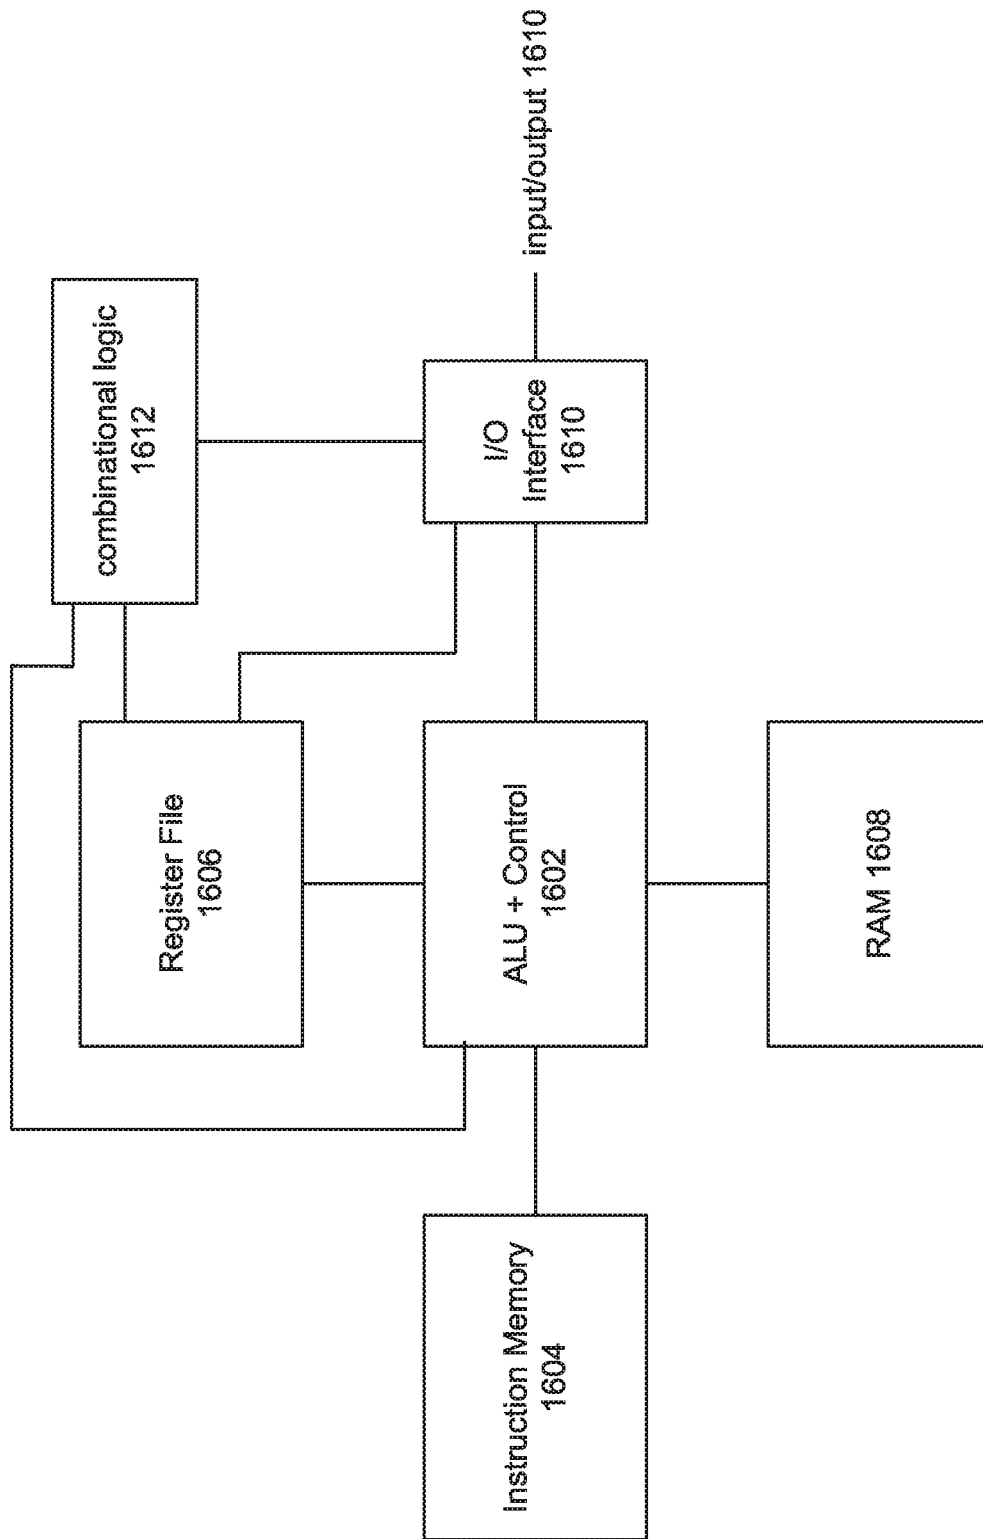 combinational logic
1612
Register File
1606
input/output 1610
I/O
Interface
1610
ALU + Control
1602
Instruction Memory
1604
RAM 1608